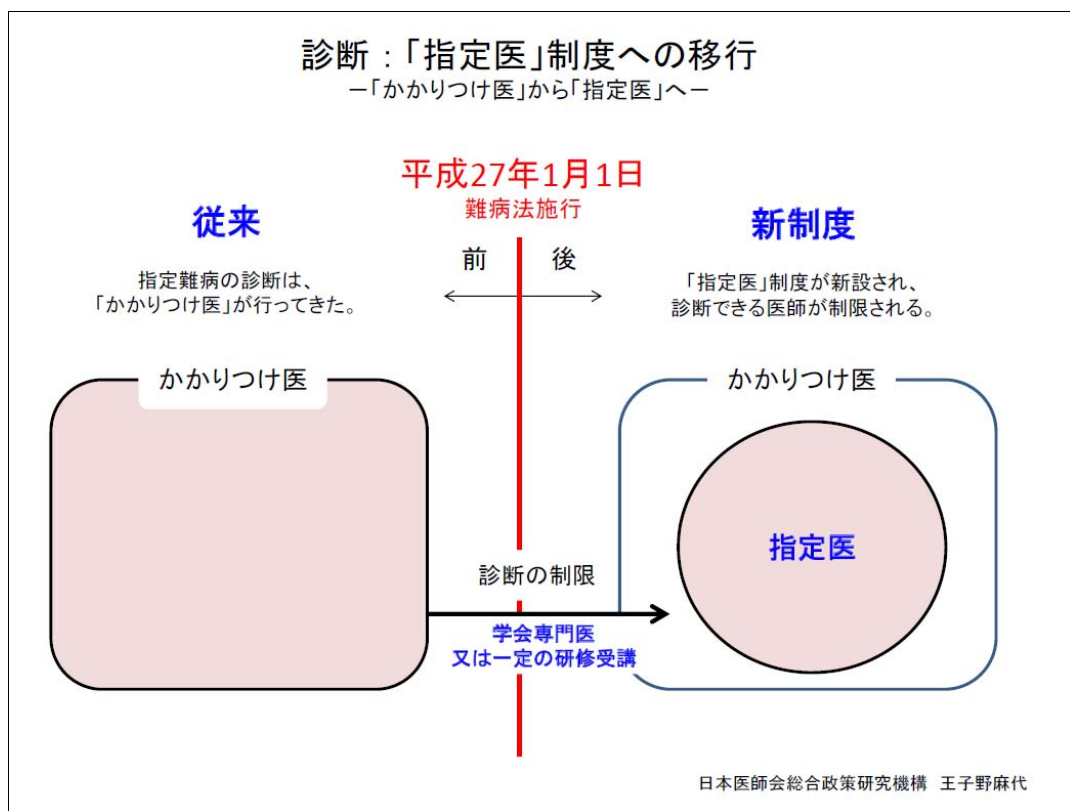 診断：「指定医」制度への移行
－「かかりつけ医」から「指定医」へ－
平成27年1月1日
難病法施行
従来
前
後
新制度
指定難病の診断は、
「かかりつけ医」が行ってきた。
「指定医」制度が新設され、
診断できる医師が制限される。
かかりつけ医
かかりつけ医
指定医
診断の制限
学会専門医
又は一定の研修受講
日本医師会総合政策研究機構　王子野麻代